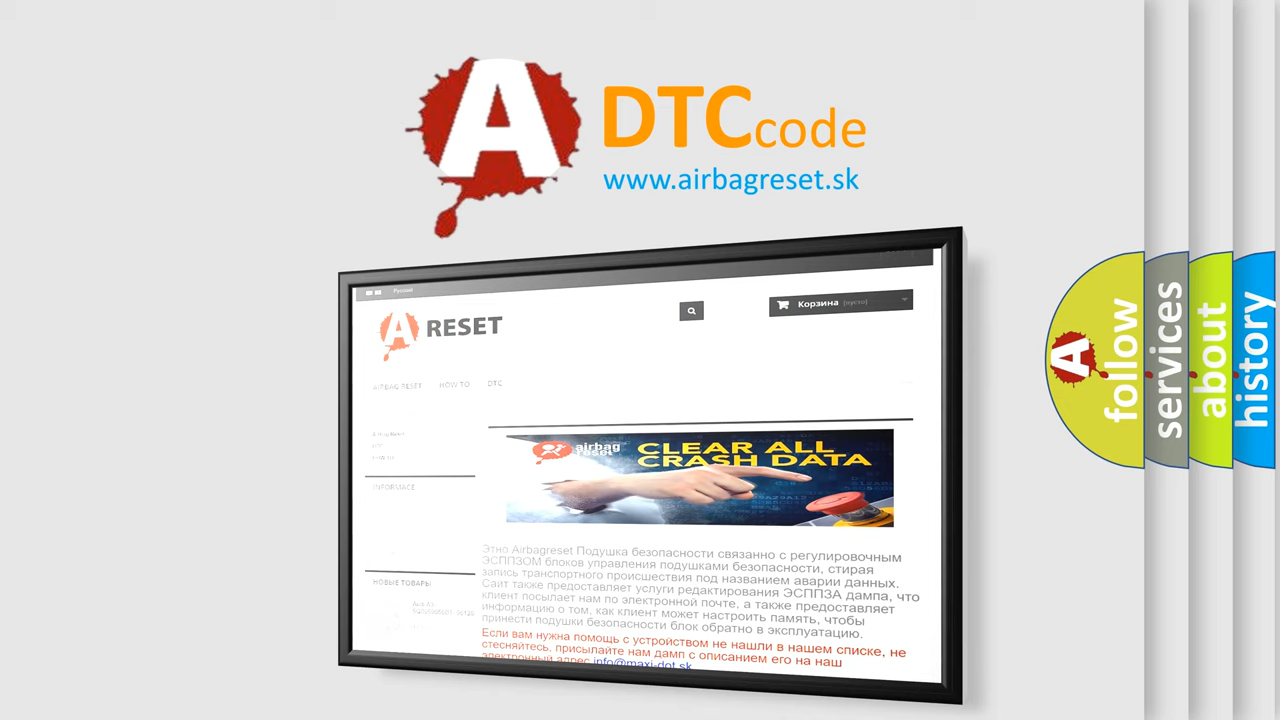 A
DTC code
www.airbagreset.sk
Русский
A RESET
Корзина (пусто)
AIRBAG RESET HOW TO DTC
INFORMACE
НОВЫЕ ТОВАРЫ
airbag
reset
CLEAR ALL
CRASH DATA
Этно Airbagreset Подушка безопасности связанно с регулировочным
ЭСППЗОМ блоков управления подушками безопасности, стирая
запись транспортного происшествия под названием аварии данных.
Сайт также предоставляет услуги редактирования ЭСППЗА дампа, что
клиент посылает нам по электронной почте, а также предоставляет
информацию о том, как клиент может настроить память, чтобы
принести подушки безопасности блок обратно в эксплуатацию.
Если вам нужна помощь с устройством не нашли в нашем списке, не
стесняйтесь, присылайте нам дамп с описанием его на наш
электронный адрес info@maxi-dot.sk
A
follow
services
about
history